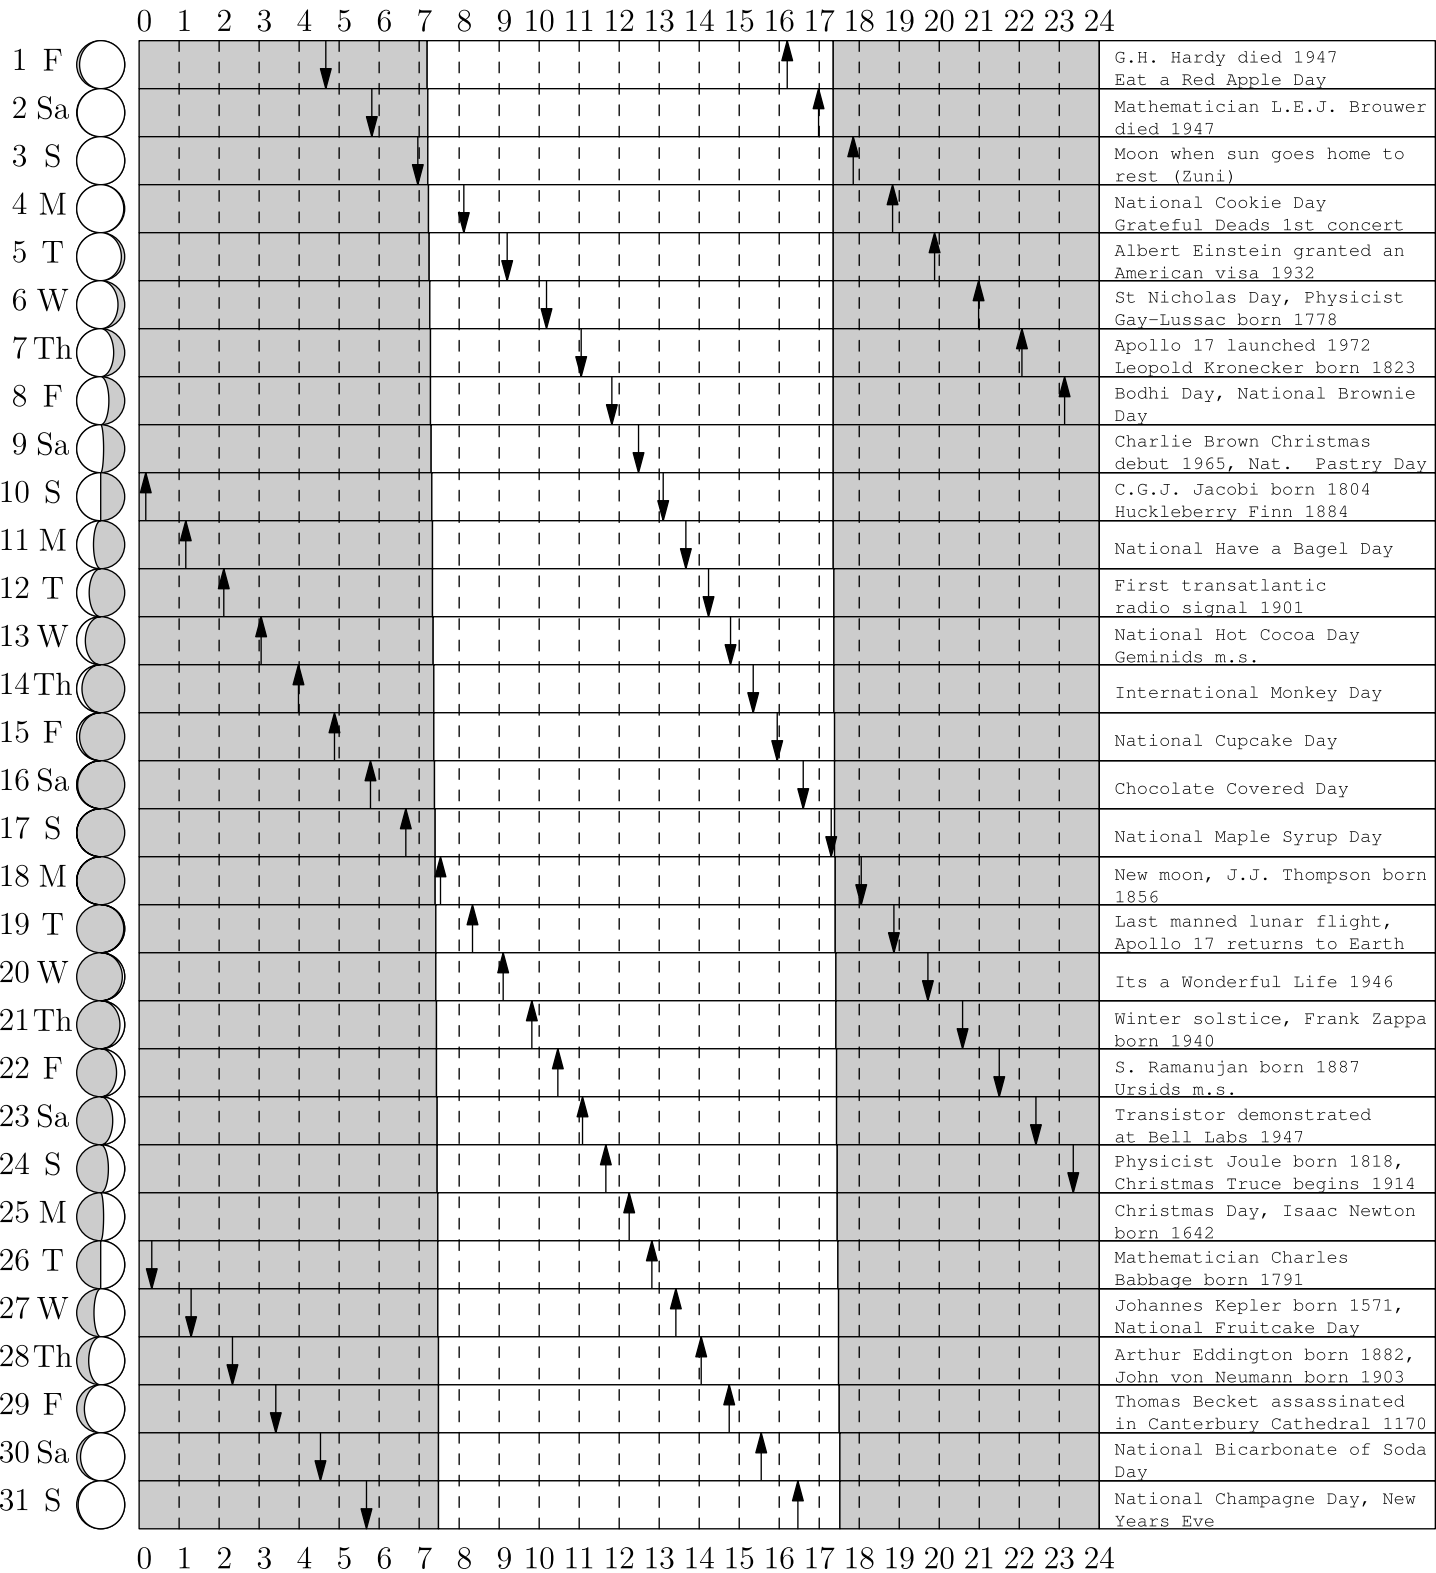 0 1 2 3 4 5 6 7 8 9 10 11 12 13 14 15 16 17 18 19 20 21 22 23 24
1 F G.H. Hardy died 1947
Eat a Red Apple Day
2 Sa Mathematician L.E.J. Brouwer
died 1947
3 S Moon when sun goes home to
rest (Zuni)
4 M National Cookie Day
Grateful Deads 1st concert
5 T Albert Einstein granted an
American visa 1932
6 W St Nicholas Day, Physicist
Gay-Lussac born 1778
7 Th Apollo 17 launched 1972
Leopold Kronecker born 1823
8 F Bodhi Day, National Brownie
Day
9 Sa Charlie Brown Christmas
debut 1965, Nat. Pastry Day
10 S C.G.J. Jacobi born 1804
Huckleberry Finn 1884
11 M National Have a Bagel Day
12 T First transatlantic
radio signal 1901
13 W National Hot Cocoa Day
Geminids m.s.
14 Th International Monkey Day
15 F National Cupcake Day
16 Sa Chocolate Covered Day
17 S National Maple Syrup Day
18 M New moon, J.J. Thompson born
1856
19 T Last manned lunar flight,
Apollo 17 returns to Earth
20 W Its a Wonderful Life 1946
21 Th Winter solstice, Frank Zappa
born 1940
22 F S. Ramanujan born 1887
Ursids m.s.
23 Sa Transistor demonstrated
at Bell Labs 1947
24 S Physicist Joule born 1818,
Christmas Truce begins 1914
25 M Christmas Day, Isaac Newton
born 1642
26 T Mathematician Charles
Babbage born 1791
27 W Johannes Kepler born 1571,
National Fruitcake Day
28 Th Arthur Eddington born 1882,
John von Neumann born 1903
29 F Thomas Becket assassinated
in Canterbury Cathedral 1170
30 Sa National Bicarbonate of Soda
Day
31 S National Champagne Day, New
Years Eve
0 1 2 3 4 5 6 7 8 9 10 11 12 13 14 15 16 17 18 19 20 21 22 23 24